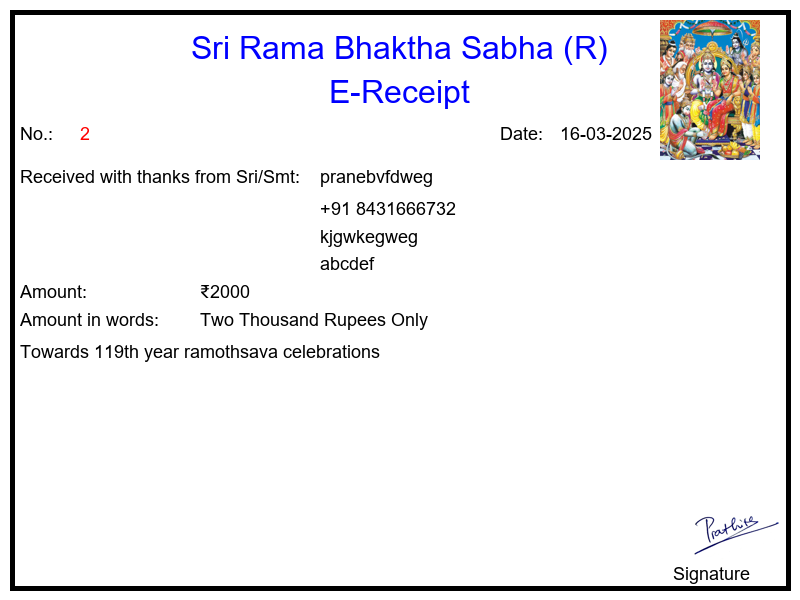 Sri Rama Bhaktha Sabha (R)
E-Receipt
No.: 2 Date: 16-03-2025
Received with thanks from Sri/Smt: pranebvfdweg
+91 8431666732
kjgwkegweg
abcdef
Amount: ₹2000
Amount in words: Two Thousand Rupees Only
Towards 119th year ramothsava celebrations
Signature